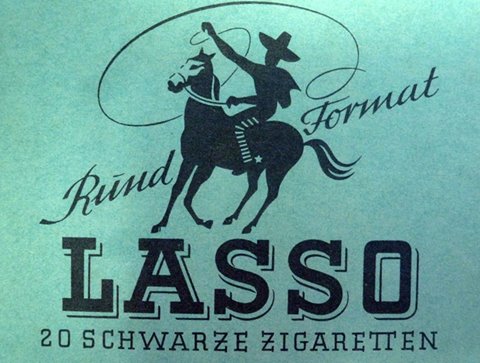 Rund Format
LASSO
20 SCHWARZE ZIGARETTEN